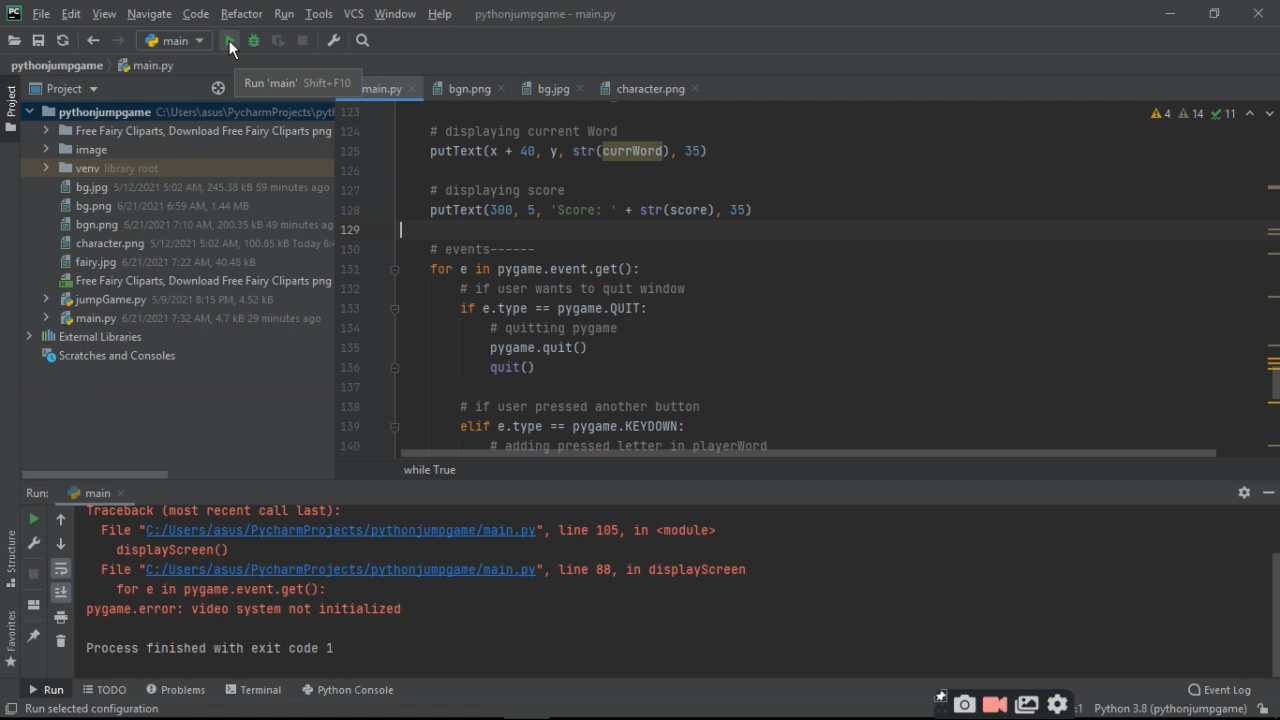 PC File Edit View Navigate Code Refactor Run Tools VCS Window Help pythonjumpgame - main.py
main
pythonjumpgame main.py
Run 'main' Shift+F10
Project
main.py bgn.png bg.jpg character.png
4 14 11
pythonjumpgame C:\Users\asus\PycharmProjects\pyt
Free Fairy Cliparts, Download Free Fairy Cliparts png
image
venv library root
bg.jpg 5/12/2021 5:02 AM, 245.38 kB 59 minutes ago
bg.png 6/21/2021 6:59 AM, 1.44 MB
bgn.png 6/21/2021 7:10 AM, 200.35 kB 49 minutes ag
character.png 5/12/2021 5:02 AM, 100.85 kB Today 6:
fairy.jpg 6/21/2021 7:22 AM, 40.48 kB
Free Fairy Cliparts, Download Free Fairy Cliparts png
jumpGame.py 5/9/2021 8:15 PM, 4.52 kB
main.py 6/21/2021 7:32 AM, 4.7 kB 29 minutes ago
External Libraries
Scratches and Consoles
Project
Structure
Favorites
123
124 # displaying current Word
125 putText(x + 40, y, str(currWord), 35)
126
127 # displaying score
128 putText(300, 5, 'Score: ' + str(score), 35)
129
130 # events------
131 for e in pygame.event.get():
132 # if user wants to quit window
133 if e.type == pygame.QUIT:
134 # quitting pygame
135 pygame.quit()
136 quit()
137
138 # if user pressed another button
139 elif e.type == pygame.KEYDOWN:
140 # adding pressed letter in playerWord
while True
Run: main
Traceback (most recent call last):
File "C:/Users/asus/PycharmProjects/pythonjumpgame/main.py", line 105, in <module>
displayScreen()
File "C:/Users/asus/PycharmProjects/pythonjumpgame/main.py", line 88, in displayScreen
for e in pygame.event.get():
pygame.error: video system not initialized
Process finished with exit code 1
Run TODO Problems Terminal Python Console Event Log
Run selected configuration :1 Python 3.8 (pythonjumpgame)